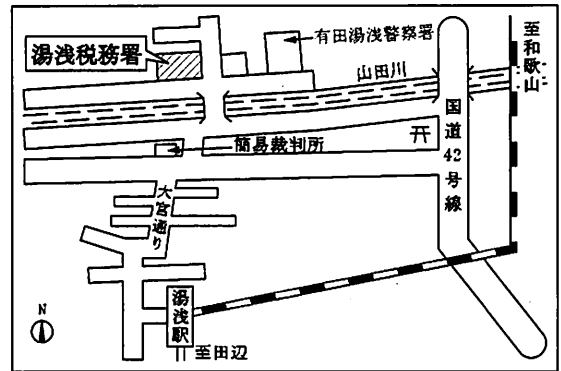 有田湯浅警察署
湯浅税務署
山田川
至和歌山
国道42号線
簡易裁判所
大宮通り
湯浅駅
N
至田辺